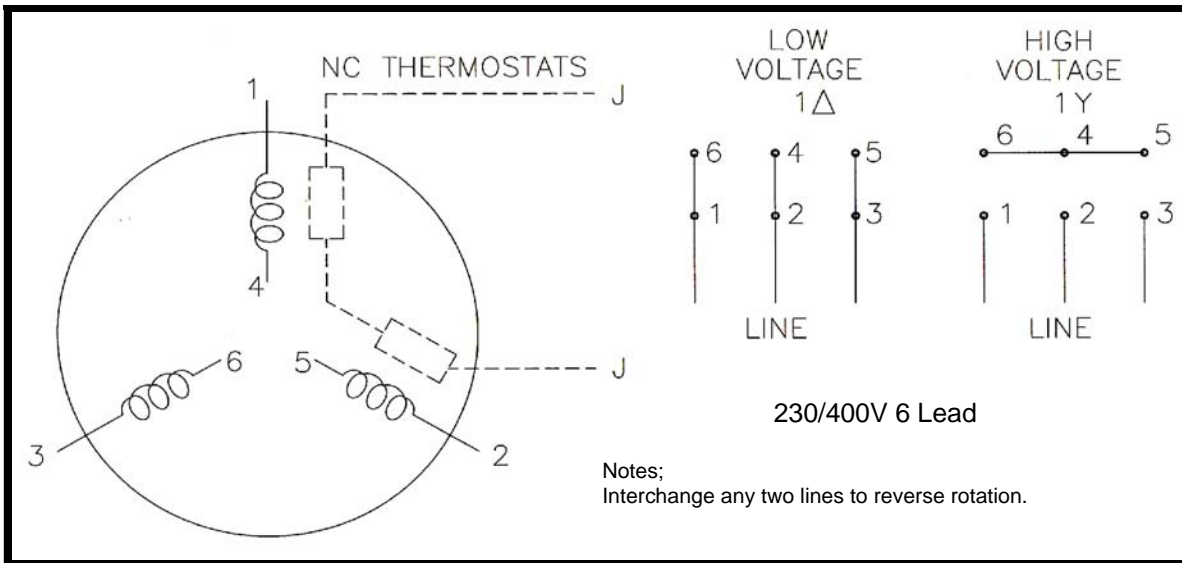 NC THERMOSTATS
J
1
4
6
5
J
3
2
LOW
VOLTAGE
1△
6 4 5
1 2 3
LINE
HIGH
VOLTAGE
1Y
6 4 5
1 2 3
LINE
230/400V 6 Lead
Notes;
Interchange any two lines to reverse rotation.